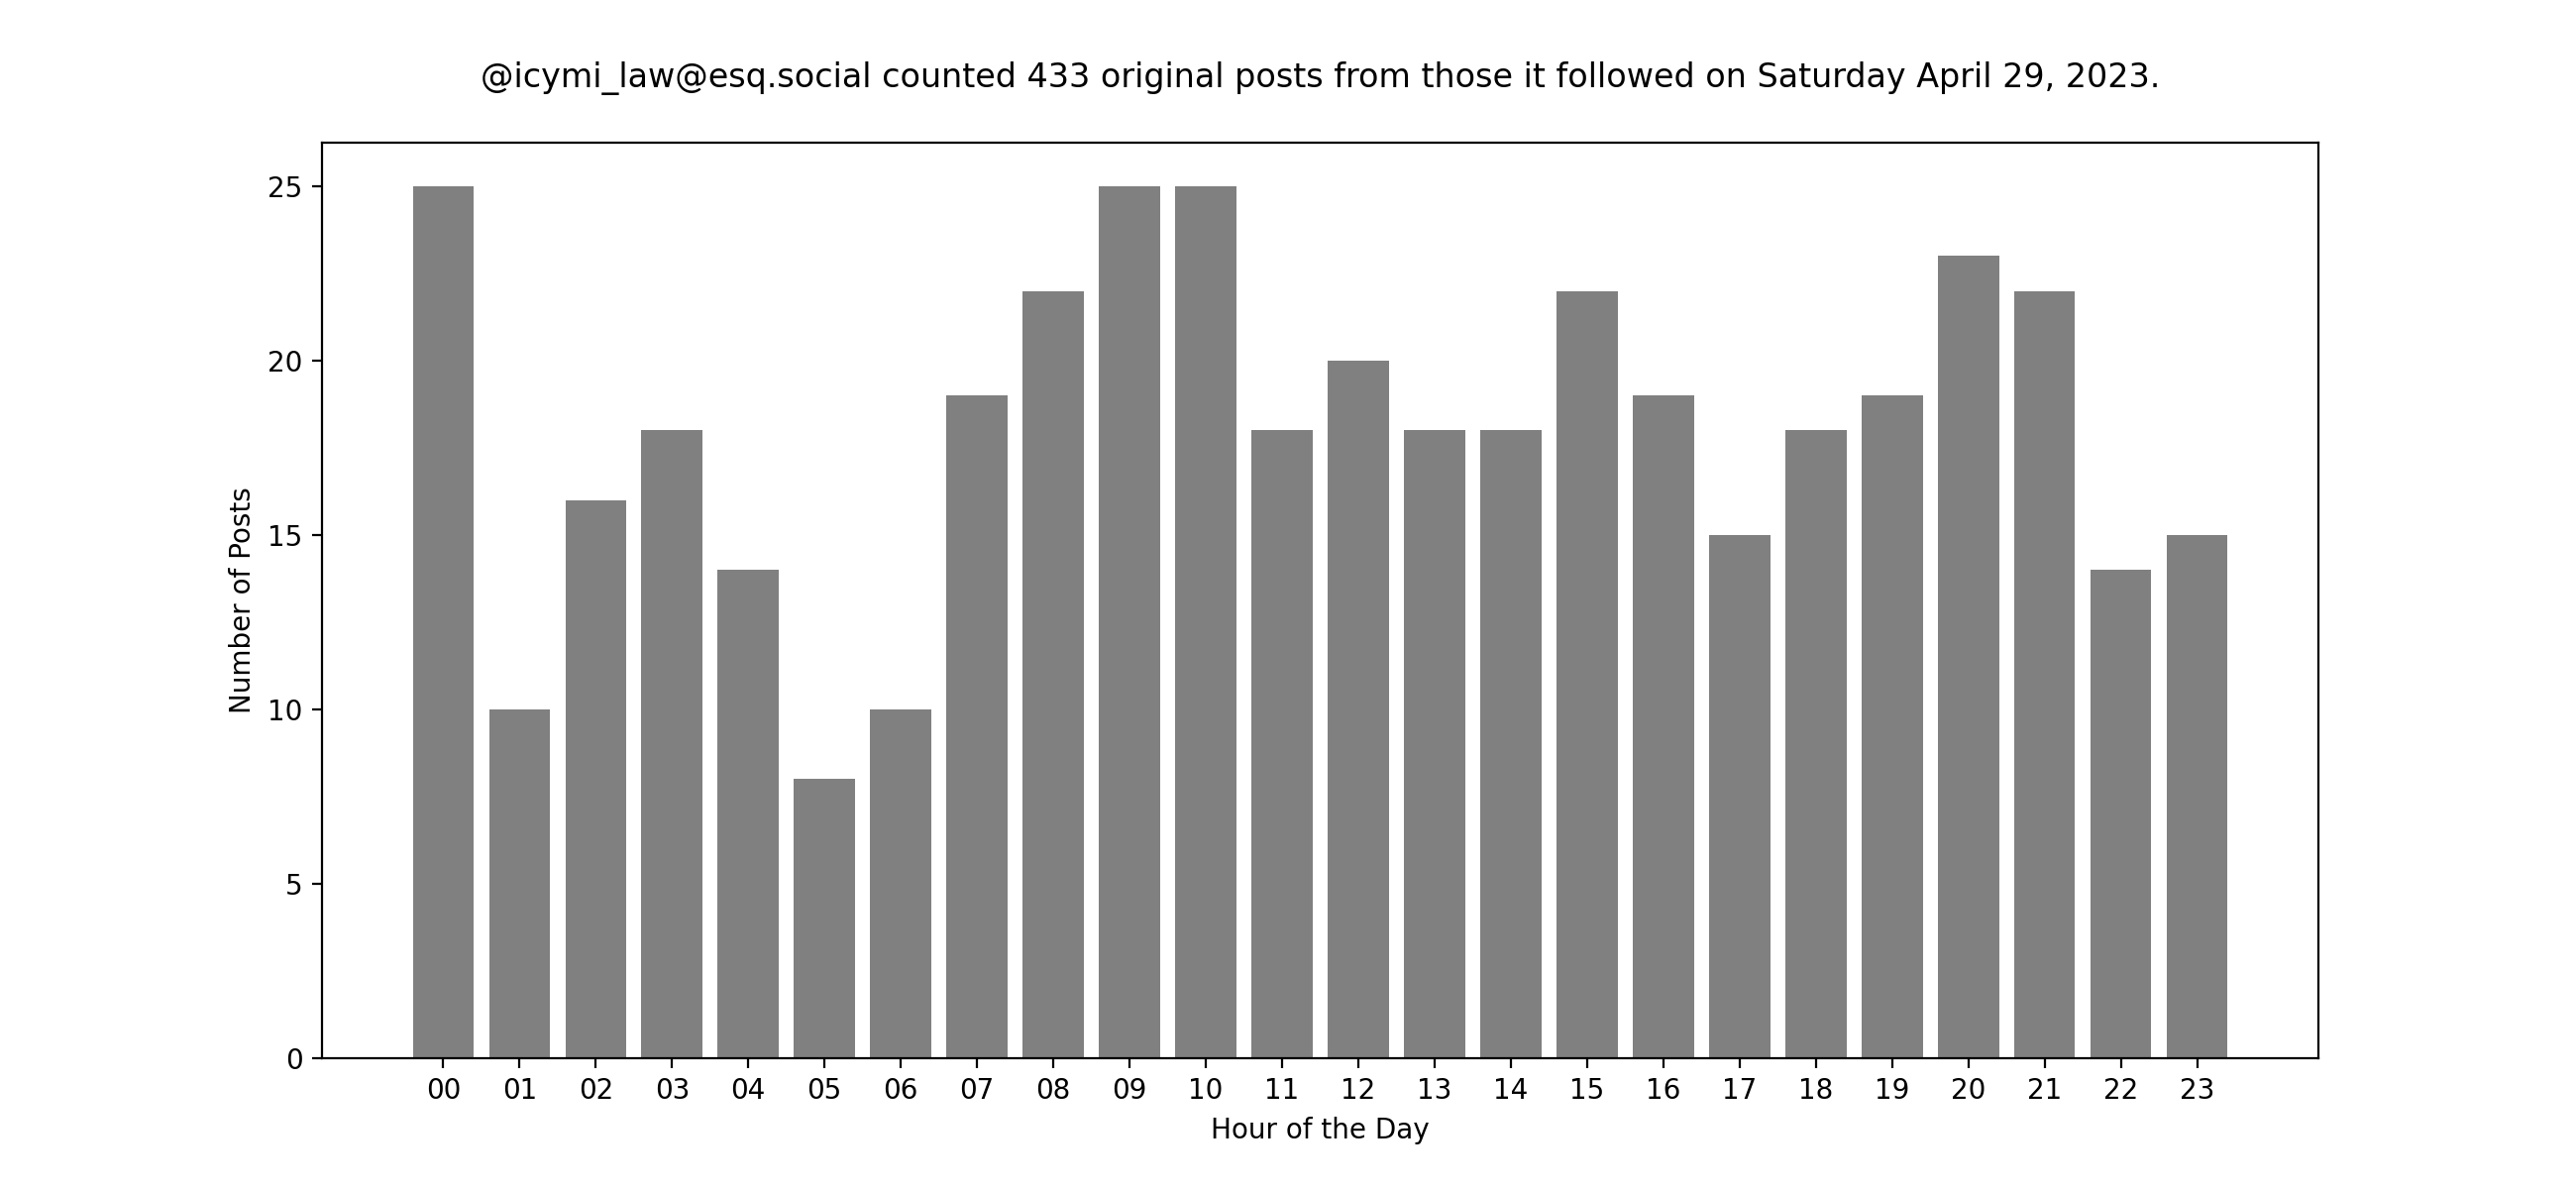 @icymi_law@esq.social counted 433 original posts from those it followed on Saturday April 29, 2023.
25
20
15
10
5
0
Number of Posts
00 01 02 03 04 05 06 07 08 09 10 11 12 13 14 15 16 17 18 19 20 21 22 23
Hour of the Day